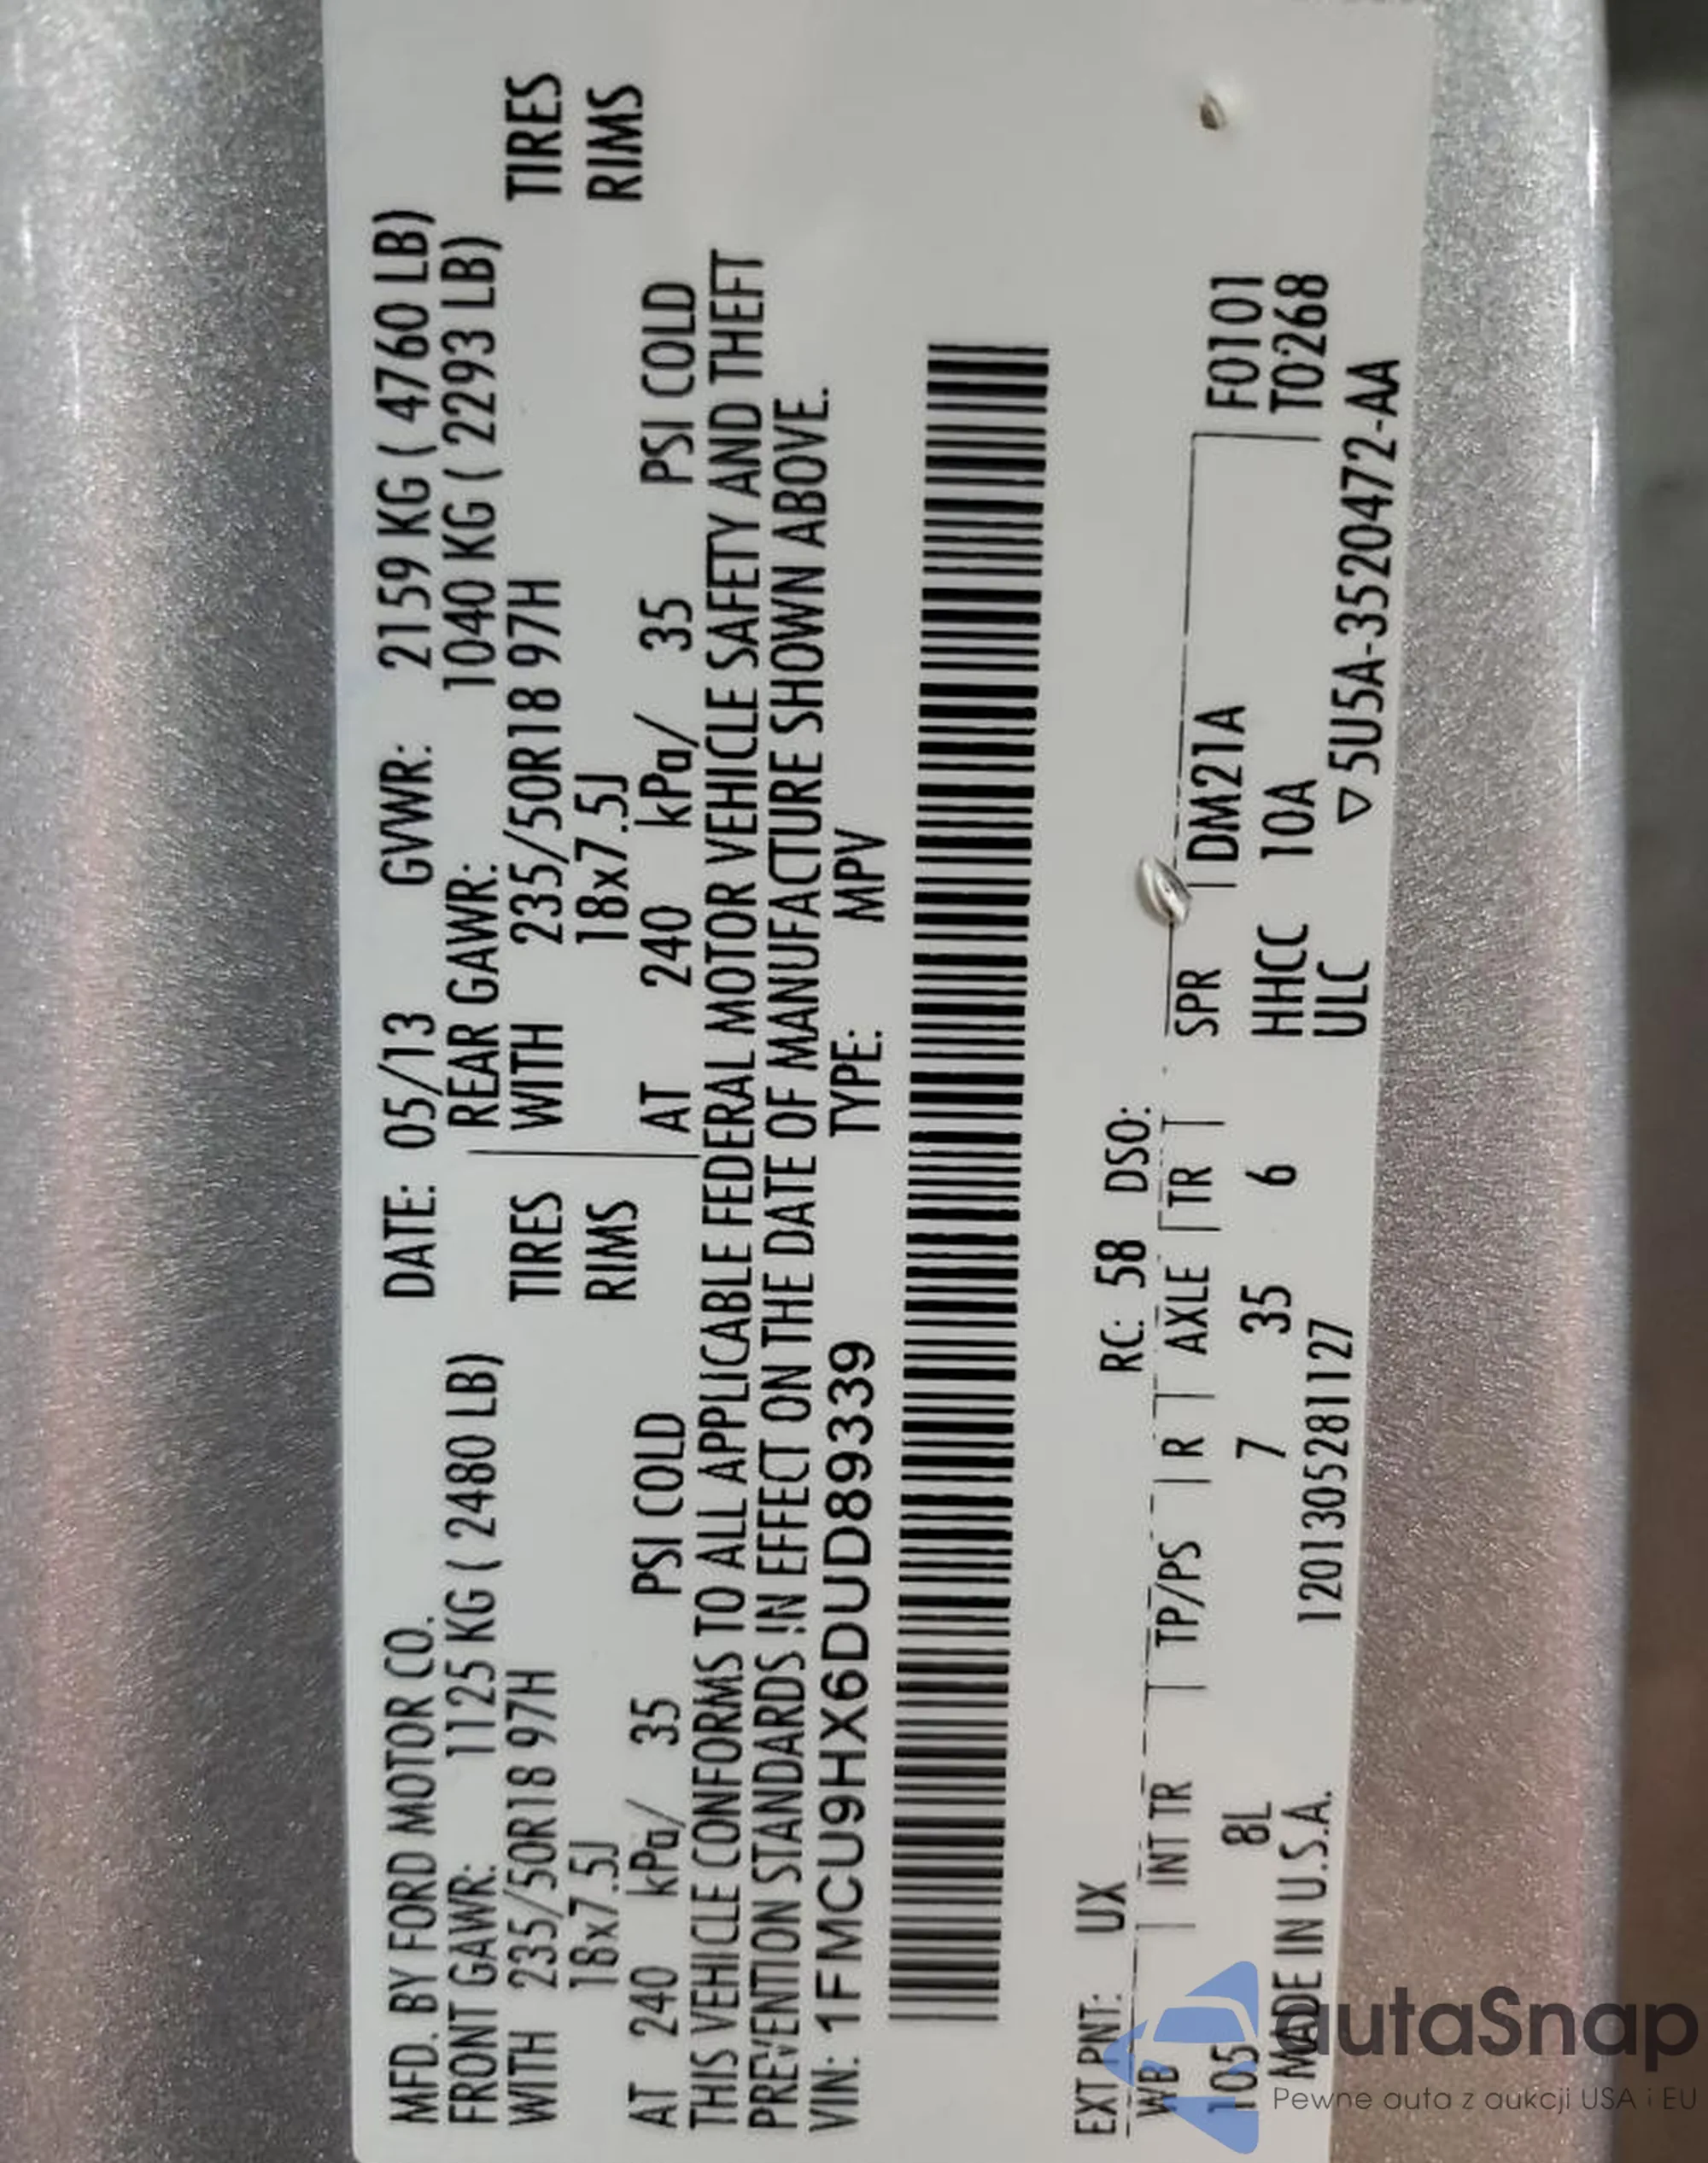 MFD. BY FORD MOTOR CO. DATE: 05/13 GVWR: 2159 KG ( 4760 LB)
FRONT GAWR: 1125 KG ( 2480 LB) REAR GAWR: 1040 KG ( 2293 LB)
WITH 235/50R18 97H TIRES WITH 235/50R18 97H TIRES
18x7.5J RIMS 18x7.5J RIMS
AT 240 kPa/ 35 PSI COLD AT 240 kPa/ 35 PSI COLD
THIS VEHICLE CONFORMS TO ALL APPLICABLE FEDERAL MOTOR VEHICLE SAFETY AND THEFT
PREVENTION STANDARDS IN EFFECT ON THE DATE OF MANUFACTURE SHOWN ABOVE.
VIN: 1FMCU9HX6DUD89339 TYPE: MPV
EXT PNT: UX RC: 58 DSO:
WB INT TR TP/PS R AXLE TR SPR DM21A F0101
105 8L 7 35 6 HHCC 10A T0268
MADE IN U.S.A. 1201305281127 ULC ▽5U5A-3520472-AA
autaSnap
Pewne auta z aukcji USA i EU